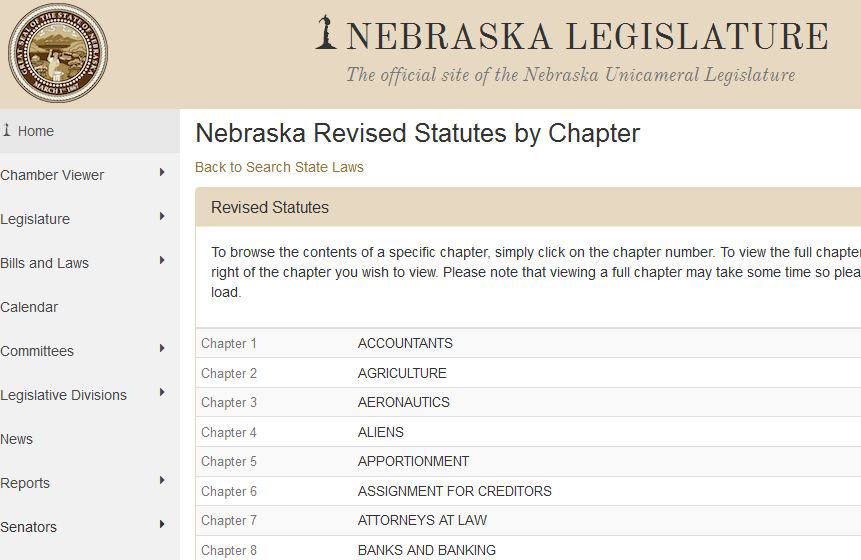 GREAT SEAL OF THE STATE OF NEBRASKA
MARCH 1ST 1867
NEBRASKA LEGISLATURE
The official site of the Nebraska Unicameral Legislature
Home
Chamber Viewer
Legislature
Bills and Laws
Calendar
Committees
Legislative Divisions
News
Reports
Senators
Nebraska Revised Statutes by Chapter
Back to Search State Laws
Revised Statutes
To browse the contents of a specific chapter, simply click on the chapter number. To view the full chapter
right of the chapter you wish to view. Please note that viewing a full chapter may take some time so plea
load.
Chapter 1 ACCOUNTANTS
Chapter 2 AGRICULTURE
Chapter 3 AERONAUTICS
Chapter 4 ALIENS
Chapter 5 APPORTIONMENT
Chapter 6 ASSIGNMENT FOR CREDITORS
Chapter 7 ATTORNEYS AT LAW
Chapter 8 BANKS AND BANKING